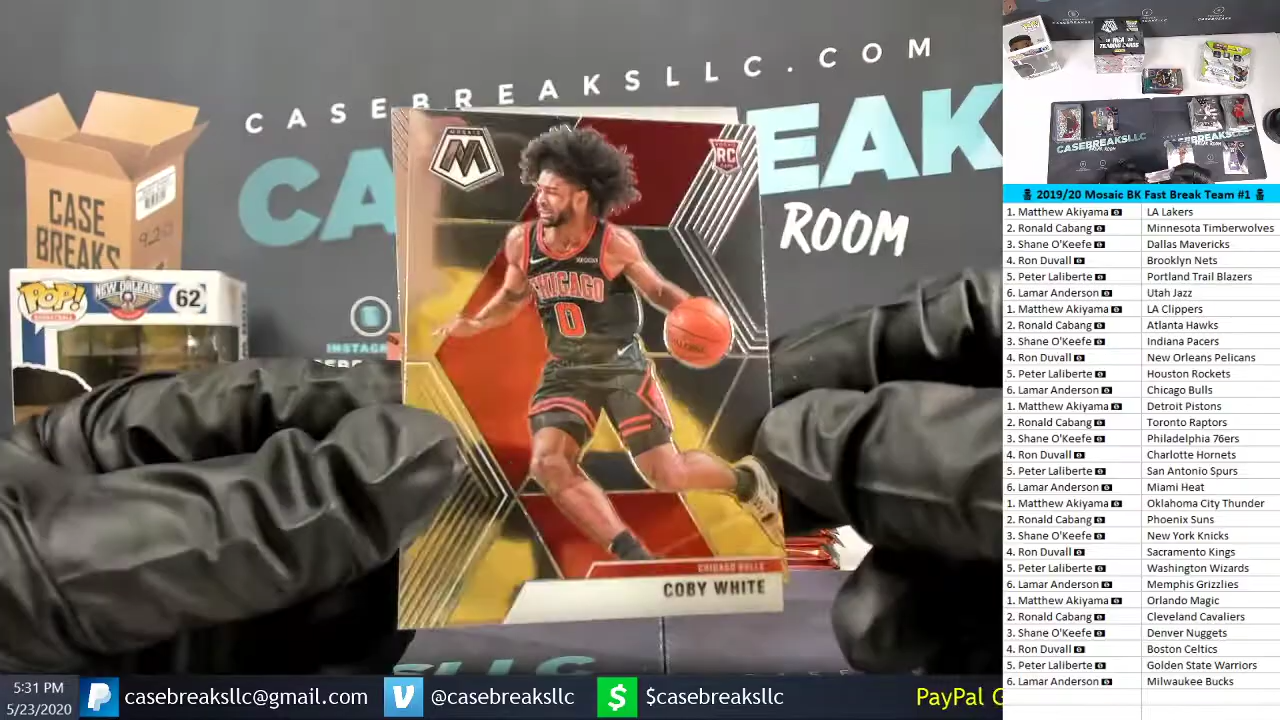 CASEBREAKSLLC.COM
CA
EAK
ROOM
CASE
BREAKS
920
POP!
BASKETBALL
NEW ORLEANS
62
INSTAG
MOSAIC
M
RC
CHICAGO
0
CHICAGO BULLS
COBY WHITE
SLLC
CASEBREAKSLLC
2019/20 Mosaic BK Fast Break Team #1
1. Matthew Akiyama LA Lakers
2. Ronald Cabang Minnesota Timberwolves
3. Shane O'Keefe Dallas Mavericks
4. Ron Duvall Brooklyn Nets
5. Peter Laliberte Portland Trail Blazers
6. Lamar Anderson Utah Jazz
1. Matthew Akiyama LA Clippers
2. Ronald Cabang Atlanta Hawks
3. Shane O'Keefe Indiana Pacers
4. Ron Duvall New Orleans Pelicans
5. Peter Laliberte Houston Rockets
6. Lamar Anderson Chicago Bulls
1. Matthew Akiyama Detroit Pistons
2. Ronald Cabang Toronto Raptors
3. Shane O'Keefe Philadelphia 76ers
4. Ron Duvall Charlotte Hornets
5. Peter Laliberte San Antonio Spurs
6. Lamar Anderson Miami Heat
1. Matthew Akiyama Oklahoma City Thunder
2. Ronald Cabang Phoenix Suns
3. Shane O'Keefe New York Knicks
4. Ron Duvall Sacramento Kings
5. Peter Laliberte Washington Wizards
6. Lamar Anderson Memphis Grizzlies
1. Matthew Akiyama Orlando Magic
2. Ronald Cabang Cleveland Cavaliers
3. Shane O'Keefe Denver Nuggets
4. Ron Duvall Boston Celtics
5. Peter Laliberte Golden State Warriors
6. Lamar Anderson Milwaukee Bucks
5:31 PM
5/23/2020
casebreaksllc@gmail.com
@casebreaksllc
$casebreaksllc
PayPal G